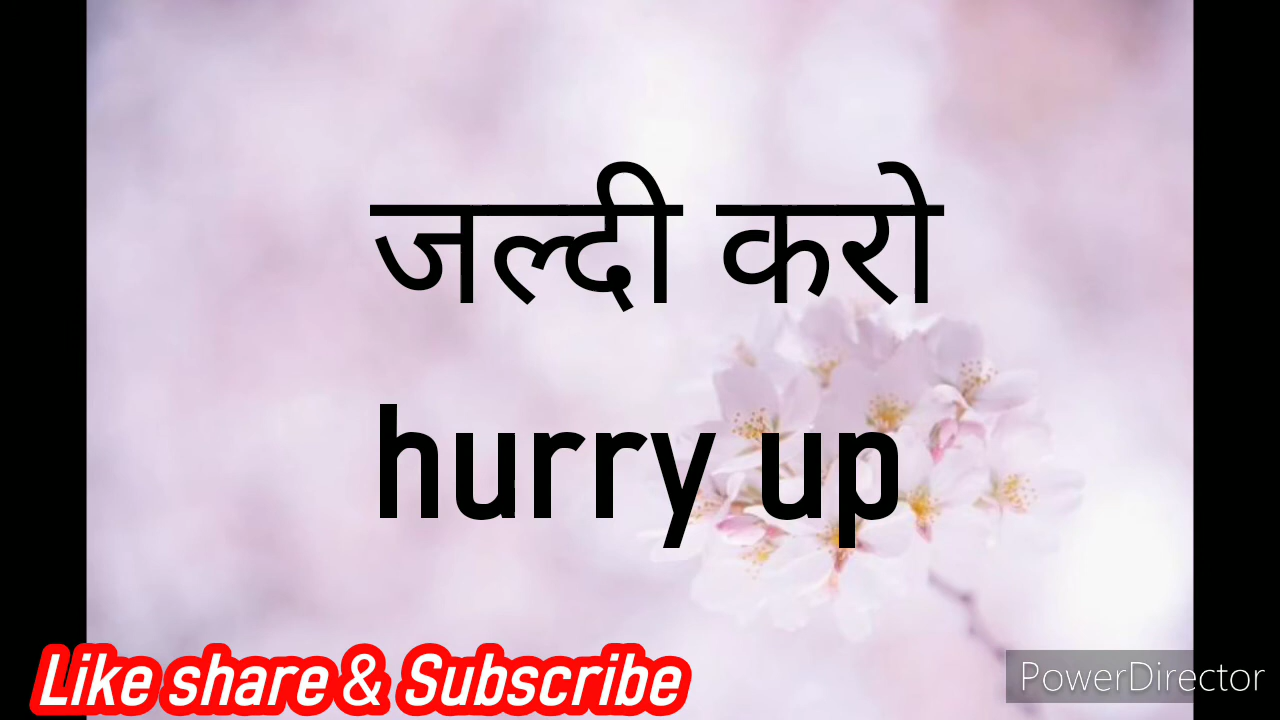 जल्दी करो
hurry up
Like share & Subscribe
PowerDirector